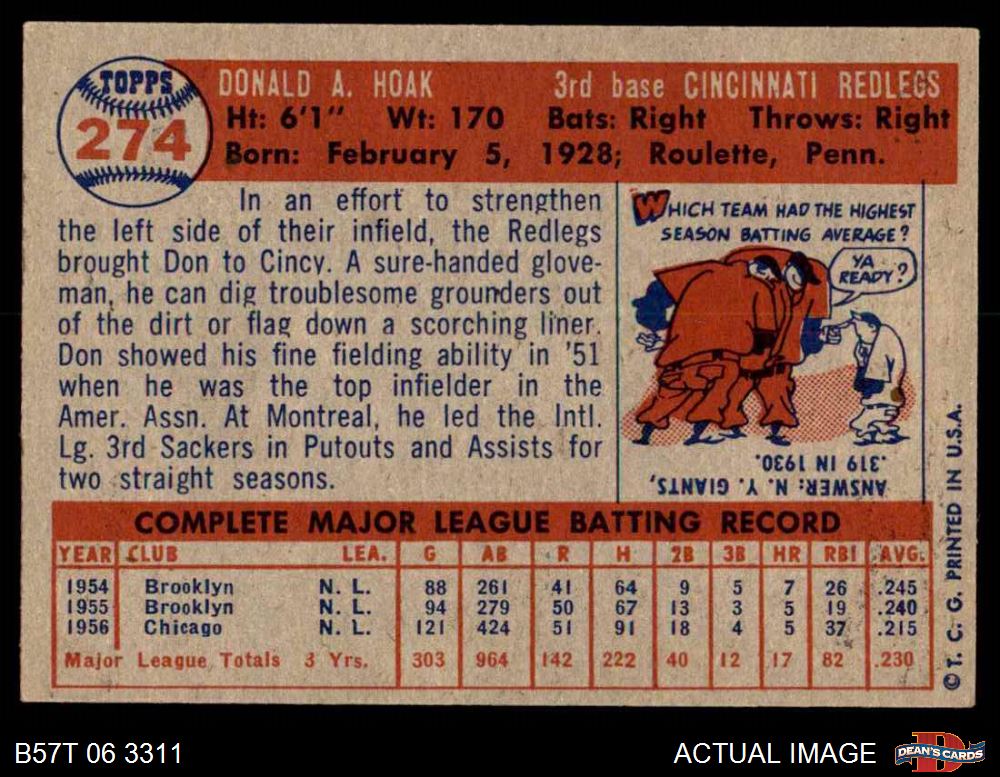 TOPPS
274
DONALD A. HOAK 3rd base CINCINNATI REDLEGS
Ht: 6'1" Wt: 170 Bats: Right Throws: Right
Born: February 5, 1928; Roulette, Penn.
In an effort to strengthen
the left side of their infield, the Redlegs
brought Don to Cincy. A sure-handed glove-
man, he can dig troublesome grounders out
of the dirt or flag down a scorching liner.
Don showed his fine fielding ability in '51
when he was the top infielder in the
Amer. Assn. At Montreal, he led the Intl.
Lg. 3rd Sackers in Putouts and Assists for
two straight seasons.
WHICH TEAM HAD THE HIGHEST
SEASON BATTING AVERAGE?
YA
READY?
ANSWER: N. Y. GIANTS,
.319 IN 1930.
COMPLETE MAJOR LEAGUE BATTING RECORD
YEAR CLUB LEA. G AB R H 2B 3B HR RBI AVG.
1954 Brooklyn N. L. 88 261 41 64 9 5 7 26 .245
1955 Brooklyn N. L. 94 279 50 67 13 3 5 19 .240
1956 Chicago N. L. 121 424 51 91 18 4 5 37 .215
Major League Totals 3 Yrs. 303 964 142 222 40 12 17 82 .230
© T. C. G. PRINTED IN U.S.A.
B57T 06 3311 ACTUAL IMAGE DEAN'S CARDS